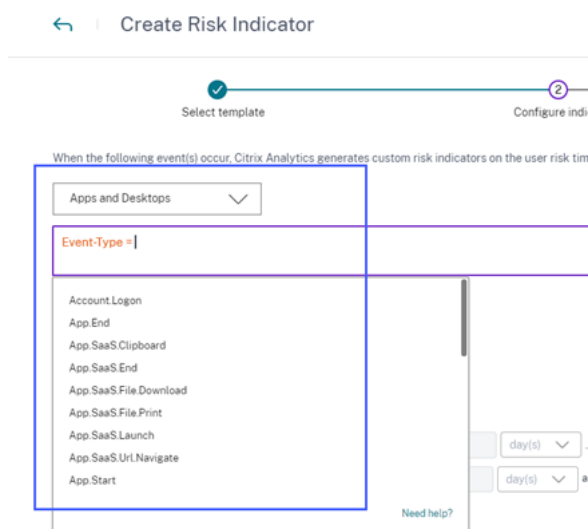 Create Risk Indicator
2
Select template
Configure indi
When the following event(s) occur, Citrix Analytics generates custom risk indicators on the user risk tim
Apps and Desktops
Event-Type =
Account.Logon
App.End
App.SaaS.Clipboard
App.SaaS.End
App.SaaS.File.Download
App.SaaS.File.Print
App.SaaS.Launch
day(s) .
App.SaaS.Url.Navigate
App.Start
day(s) a
Need help?